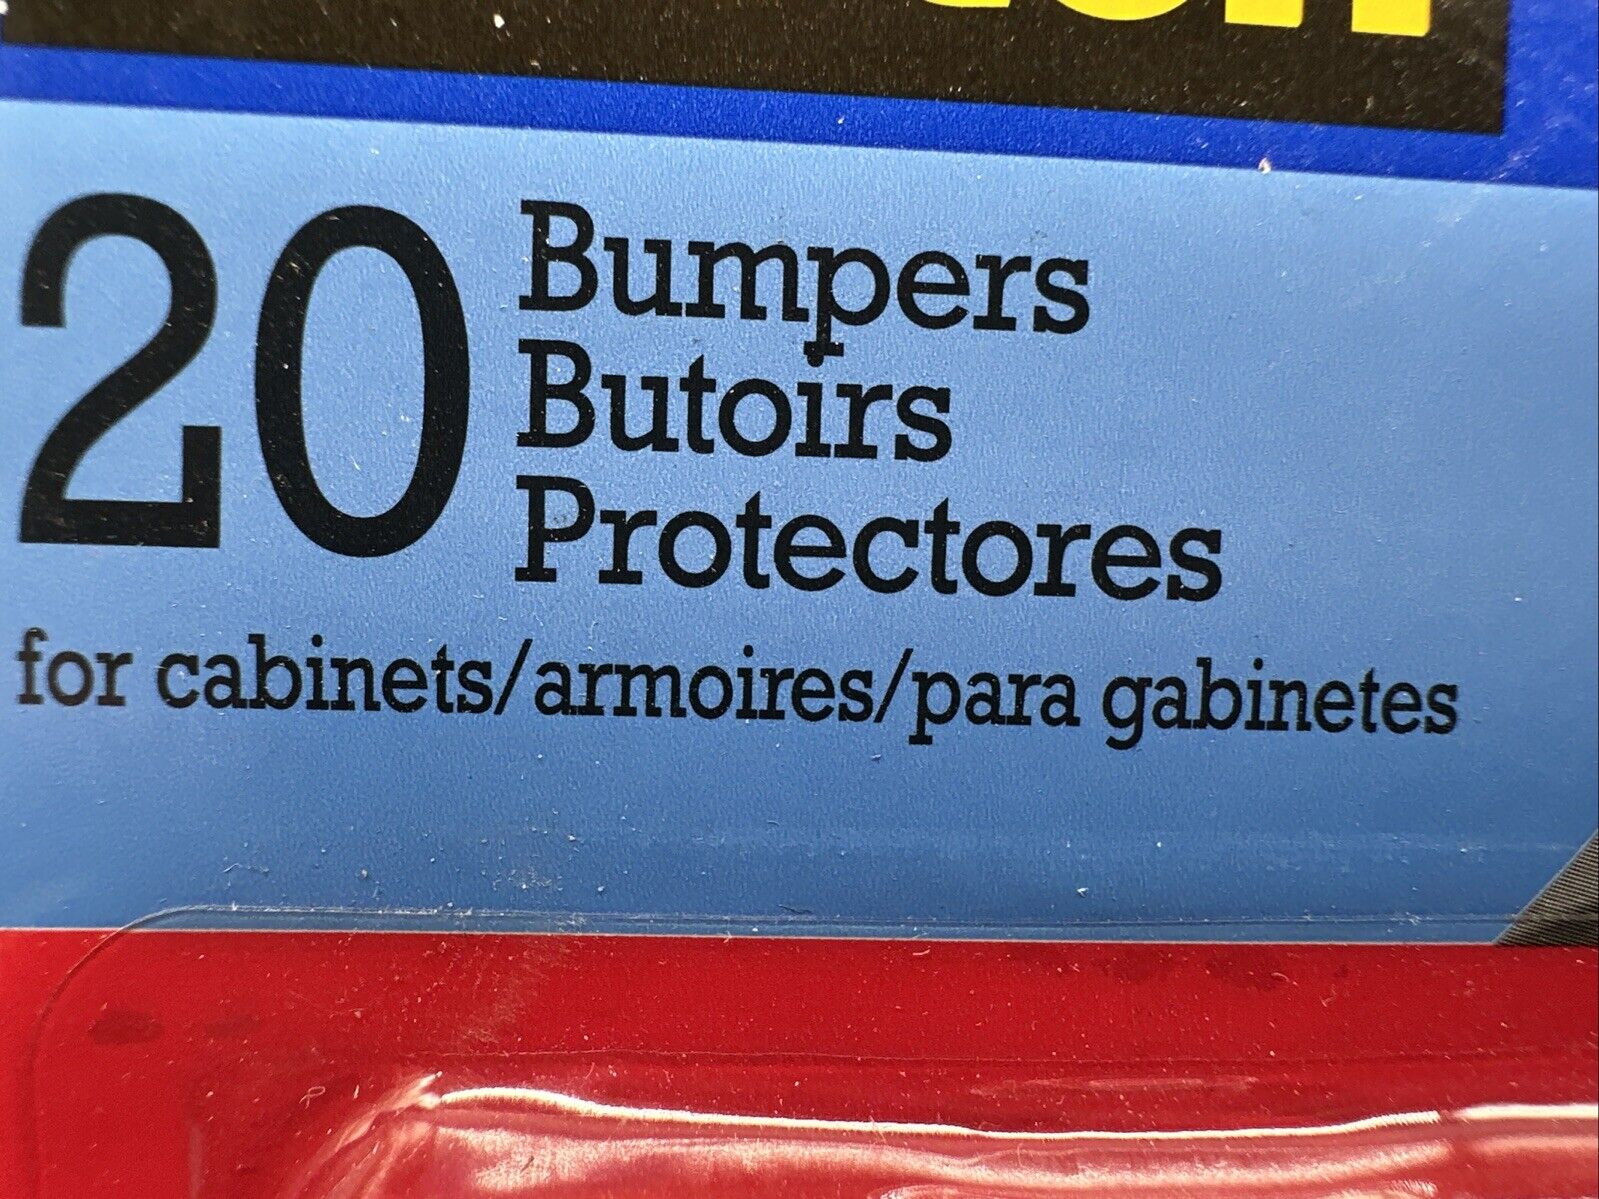 20 Bumpers
Butoirs
Protectores
for cabinets/armoires/para gabinetes